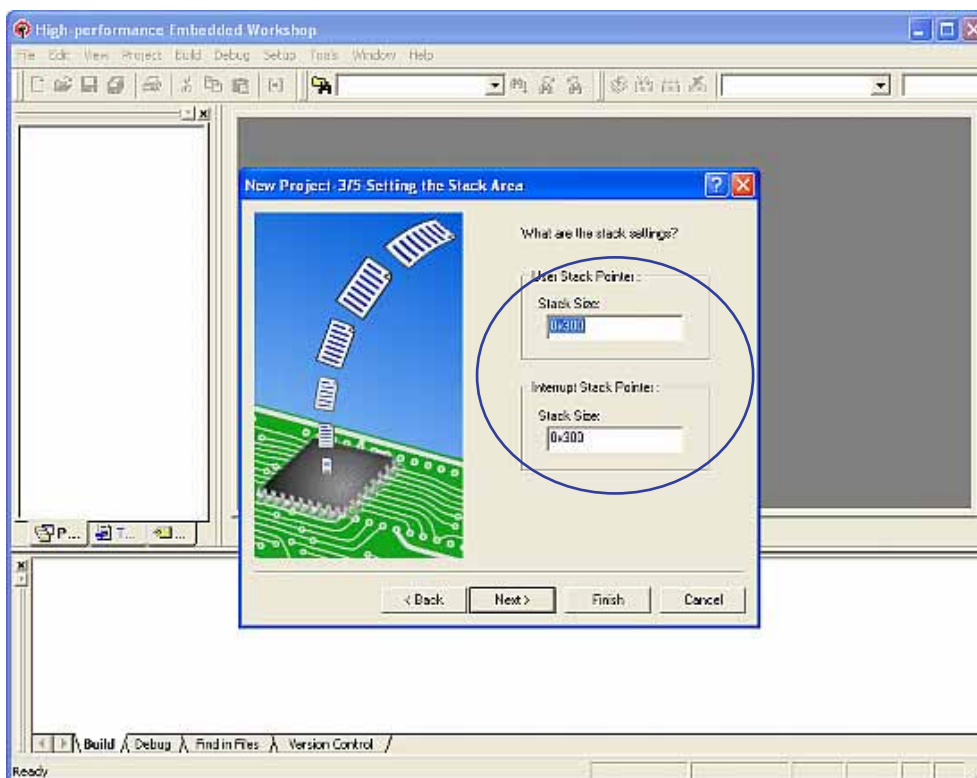 High-performance Embedded Workshop
File Edit View Project Build Debug Setup Tools Window Help
New Project-3/5-Setting the Stack Area
What are the stack settings?
User Stack Pointer :
Stack Size:
0x300
Interrupt Stack Pointer :
Stack Size:
0x300
P... T...
< Back Next > Finish Cancel
Build Debug Find in Files Version Control
Ready